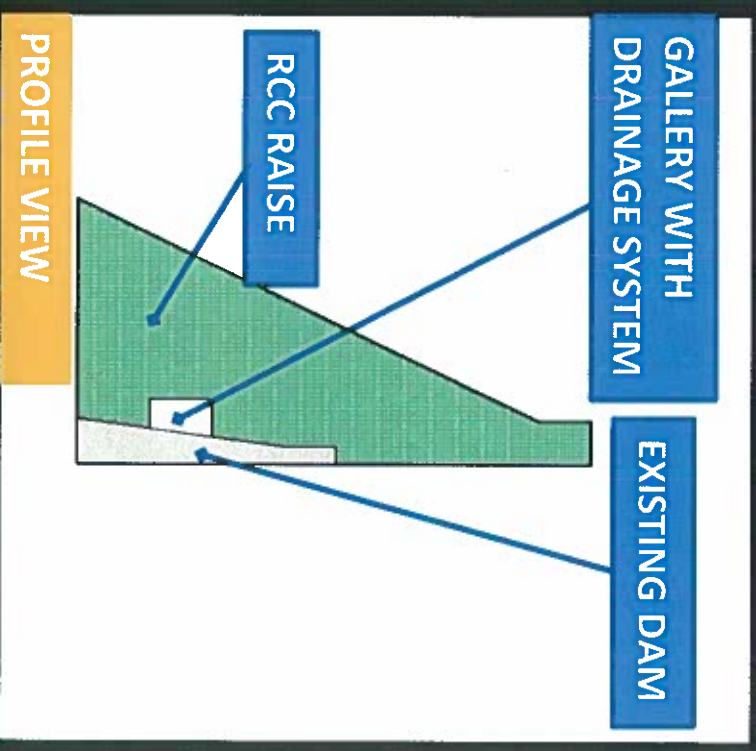 GALLERY WITH
DRAINAGE SYSTEM
EXISTING DAM
RCC RAISE
PROFILE VIEW